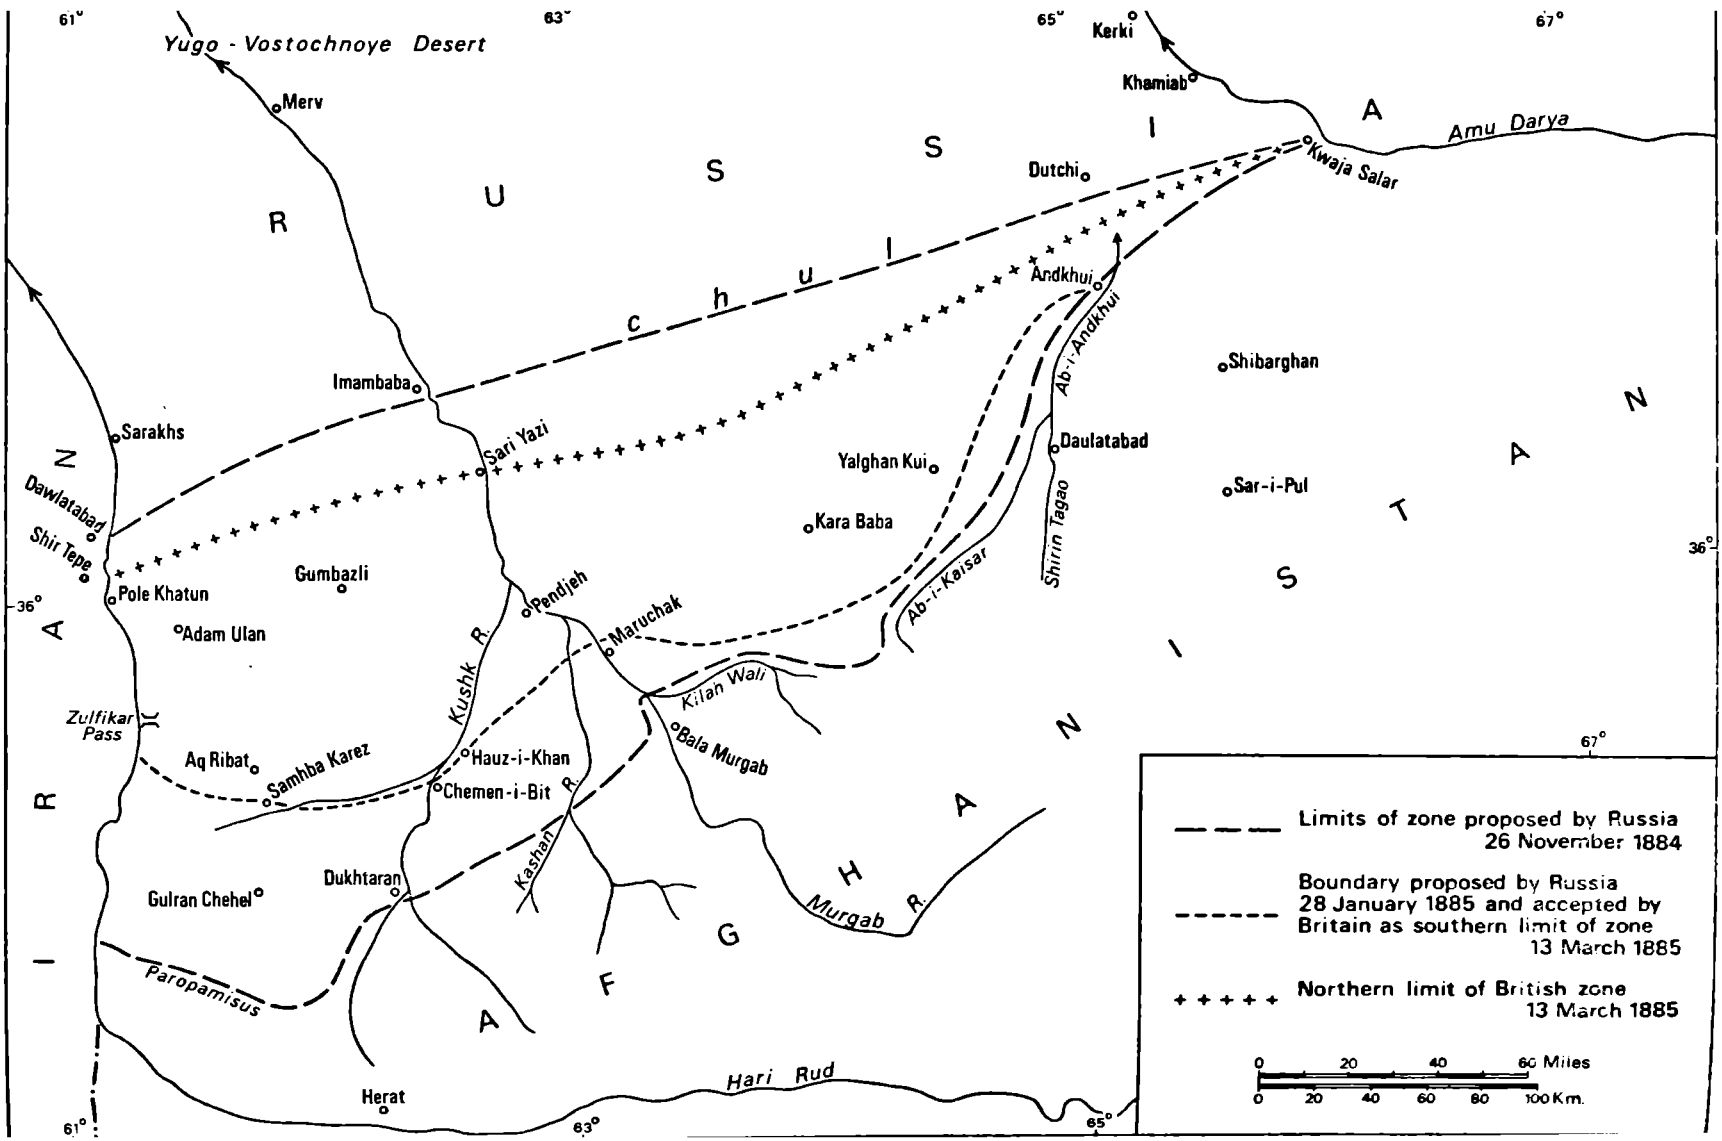 61° 63° 65° 67°
Kerki
Yugo - Vostochnoye Desert
Khamiab
Merv
Amu Darya
Kwaja Salar
Dutchi
R U S S I A
c h u l
Andkhui
Ab-i-Andkhui
Shibarghan
Imambaba
Sarakhs
Sari Yazi
Daulatabad
Yalghan Kui
Sar-i-Pul
Dawlatabad
Kara Baba
Shirin Tagao
Shir Tepe
36°
Gumbazli
Ab-i-Kaisar
Pole Khatun
Pendjeh
36°
Adam Ulan
Maruchak
Kushk R.
Kilah Wali
Zulfikar
Pass
Bala Murgab
Aq Ribat
Samhba Karez
Hauz-i-Khan
Chemen-i-Bit
67°
I R A N
Kashan R.
Dukhtaran
Gulran Chehel
Murgab R.
A F G H A N I S T A N
Paropamisus
Hari Rud
Herat
61° 63° 65°
Limits of zone proposed by Russia
26 November 1884
Boundary proposed by Russia
28 January 1885 and accepted by
Britain as southern limit of zone
13 March 1885
Northern limit of British zone
13 March 1885
0 20 40 60 Miles
0 20 40 60 80 100 Km.